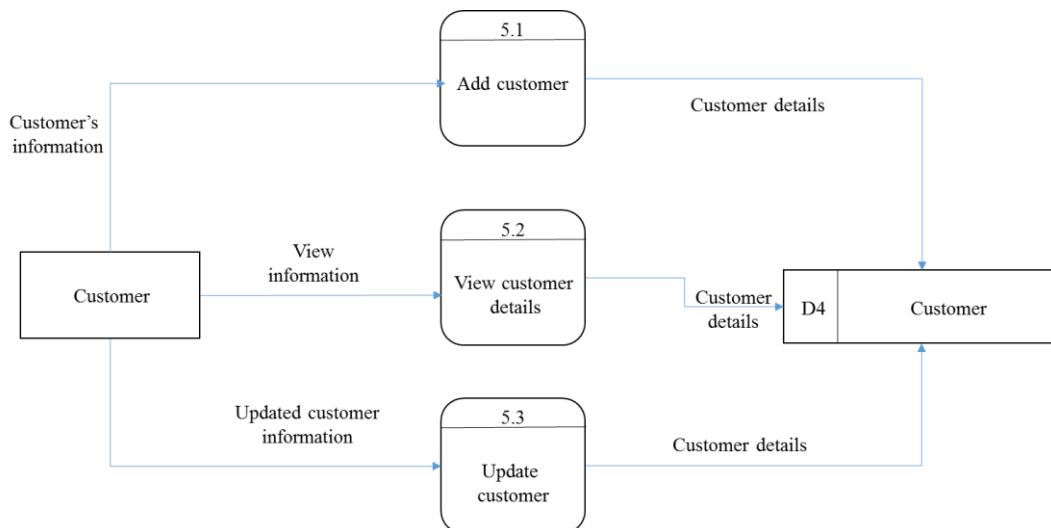 5.1
Add customer
Customer details
Customer's
information
5.2
View
information
View customer
details
Customer
Customer
details
D4
Customer
Updated customer
information
5.3
Update
customer
Customer details